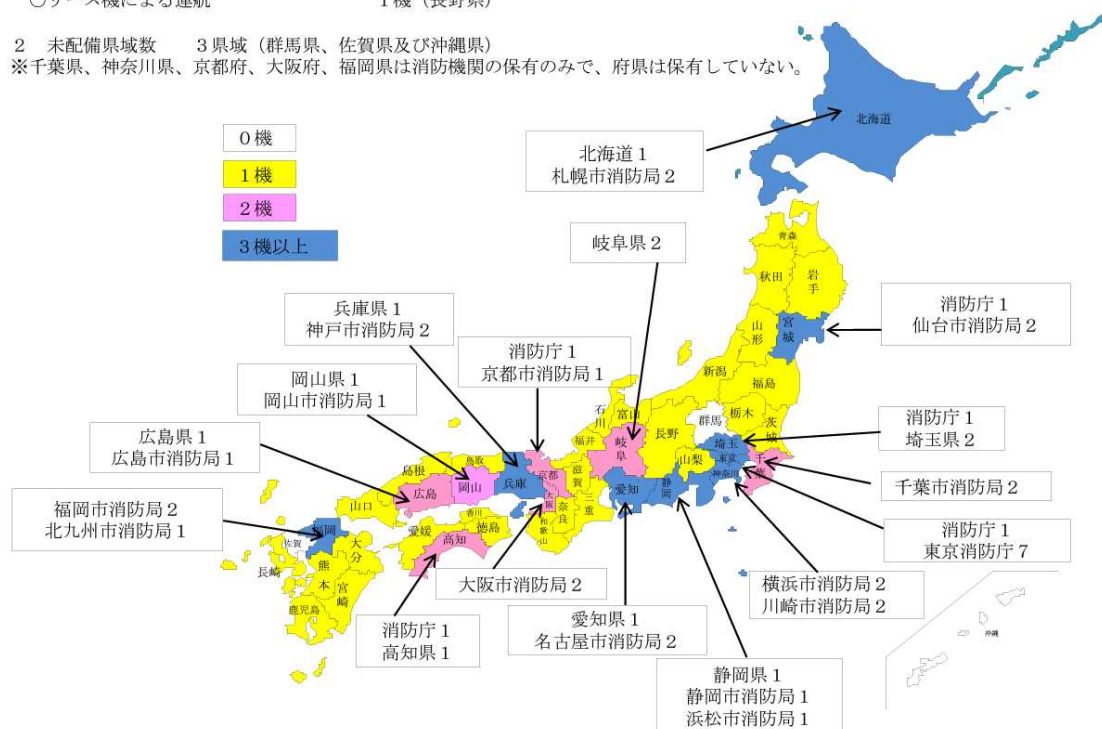 ○リース機による運航　　　１機（長野県）
２　未配備県域数　　３県域（群馬県、佐賀県及び沖縄県）
※千葉県、神奈川県、京都府、大阪府、福岡県は消防機関の保有のみで、府県は保有していない。
０機
１機
２機
３機以上
北海道
北海道１
札幌市消防局２
岐阜県２
青森
秋田
岩手
兵庫県１
神戸市消防局２
消防庁１
仙台市消防局２
山形
宮城
消防庁１
京都市消防局１
新潟
福島
岡山県１
岡山市消防局１
石川
富山
群馬
栃木
茨城
消防庁１
埼玉県２
広島県１
広島市消防局１
福井
岐阜
長野
埼玉
東京
山梨
神奈川
千葉
千葉市消防局２
島根
鳥取
京都
滋賀
兵庫
岡山
広島
愛知
静岡
大阪
三重
奈良
和歌山
山口
香川
徳島
愛媛
高知
福岡市消防局２
北九州市消防局１
福岡
佐賀
大分
長崎
熊本
宮崎
鹿児島
消防庁１
東京消防庁７
大阪市消防局２
横浜市消防局２
川崎市消防局２
消防庁１
高知県１
愛知県１
名古屋市消防局２
沖縄
静岡県１
静岡市消防局１
浜松市消防局１